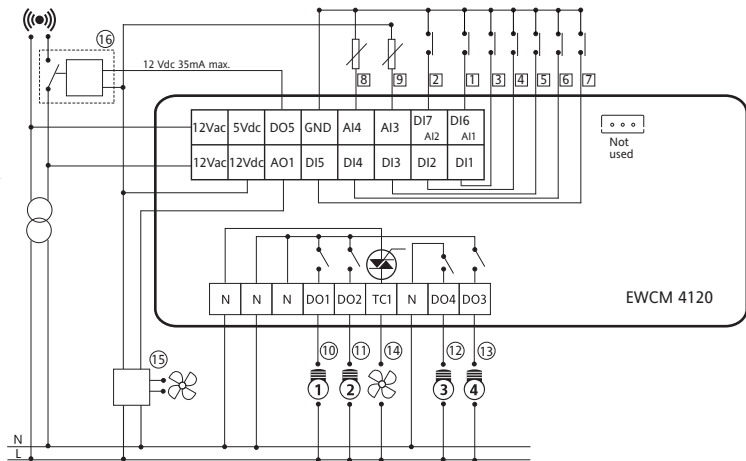 16
12 Vdc 35mA max.
8 9 2 1 3 4 5 6 7
12Vac 5Vdc DO5 GND AI4 AI3 DI7 AI2 DI6 AI1
12Vac 12Vdc AO1 DI5 DI4 DI3 DI2 DI1
Not
used
N N N DO1 DO2 TC1 N DO4 DO3
EWCM 4120
10 11 14 12 13
15
1 2 3 4
N
L